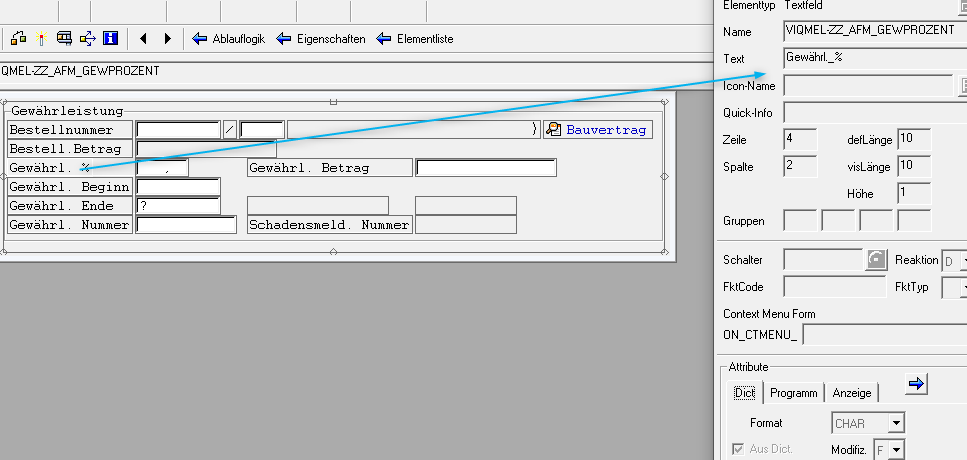 Elementtyp Textfeld
Ablauflogik Eigenschaften Elementliste
QMEL-ZZ_AFM_GEWPROZENT
Name VIQMEL-ZZ_AFM_GEWPROZENT
Text Gewährl._%
Icon-Name
Quick-Info
Zeile 4 defLänge 10
Spalte 2 visLänge 10
Höhe 1
Gruppen
Schalter Reaktion D
FktCode FktTyp
Context Menu Form
ON_CTMENU_
Attribute
Dict Programm Anzeige
Format CHAR
Aus Dict. Modifiz. F
Gewährleistung
Bestellnummer / ) Bauvertrag
Bestell.Betrag
Gewährl. % , Gewährl. Betrag
Gewährl. Beginn
Gewährl. Ende ?
Gewährl. Nummer Schadensmeld. Nummer